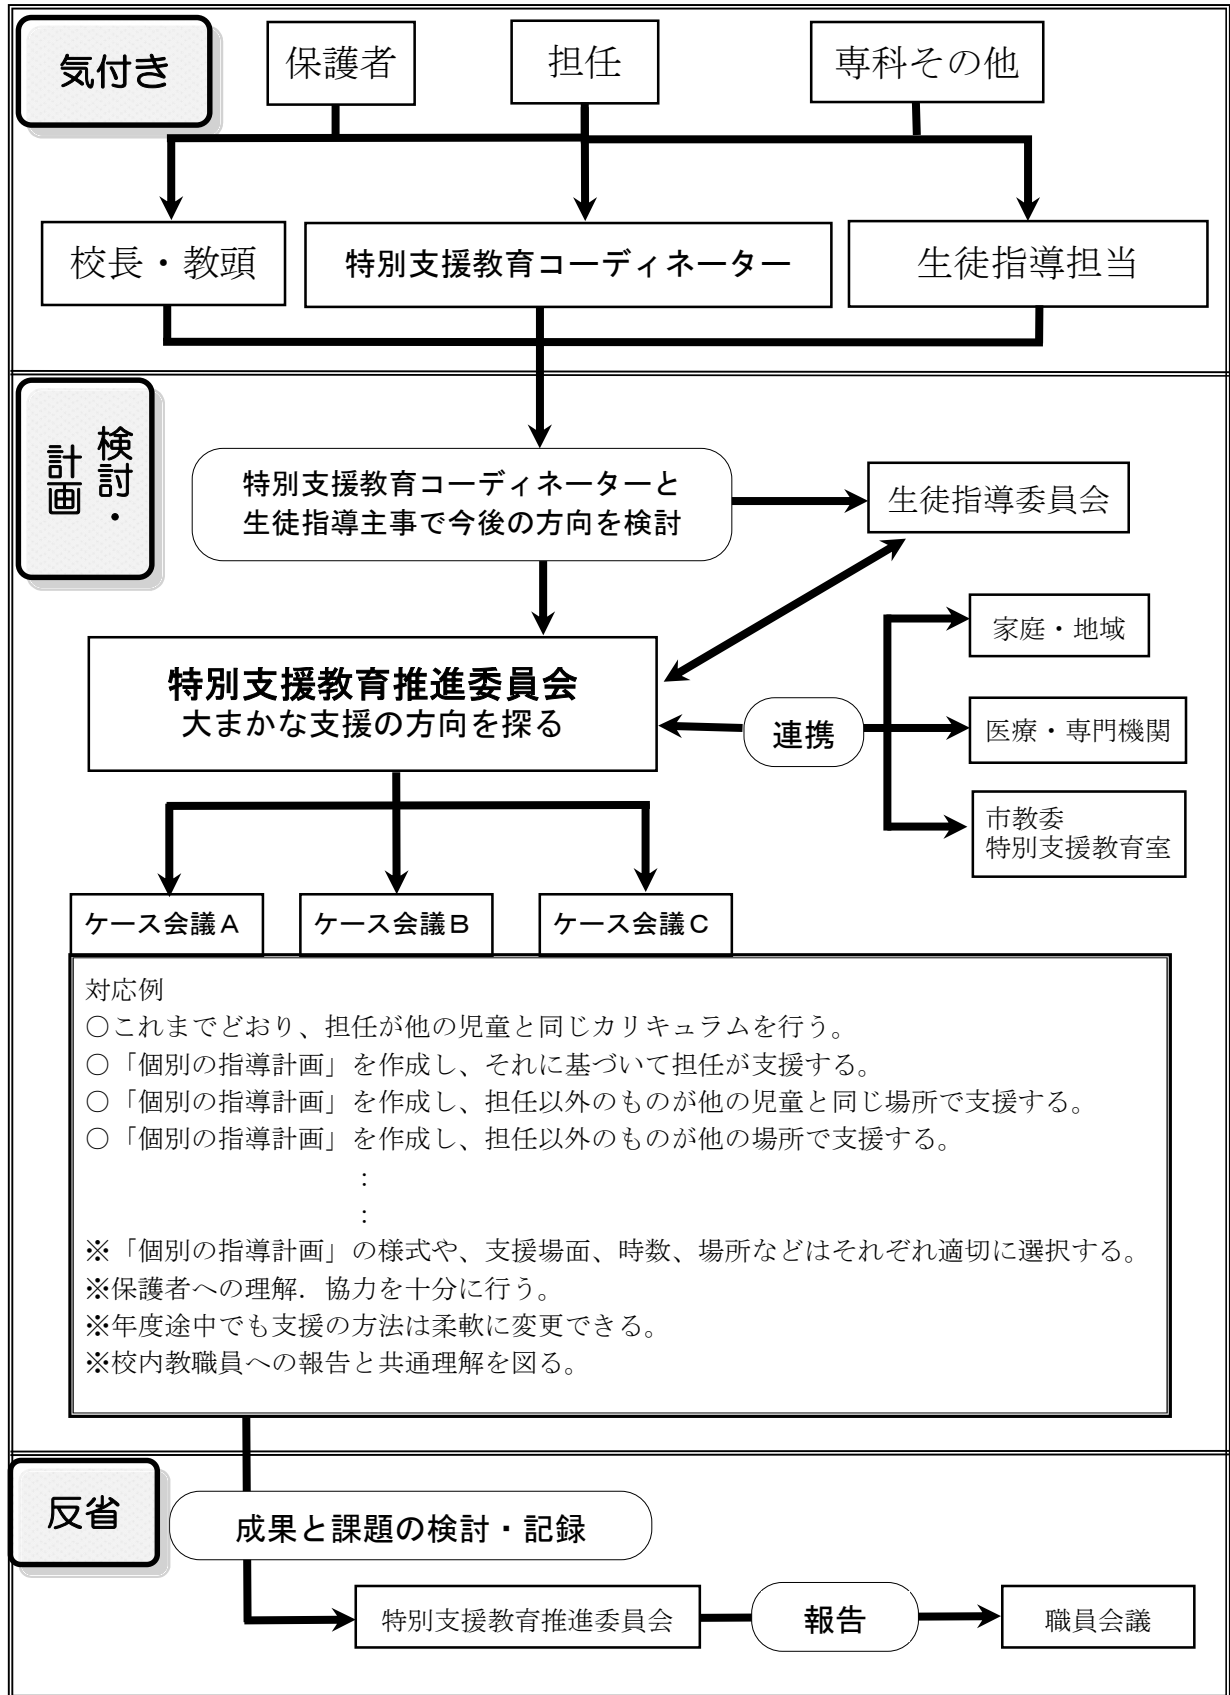 気付き
保護者
担任
専科その他
校長・教頭
特別支援教育コーディネーター
生徒指導担当
検討・
計画
特別支援教育コーディネーターと
生徒指導主事で今後の方向を検討
生徒指導委員会
特別支援教育推進委員会
大まかな支援の方向を探る
連携
家庭・地域
医療・専門機関
市教委
特別支援教育室
ケース会議A
ケース会議B
ケース会議C
対応例
○これまでどおり、担任が他の児童と同じカリキュラムを行う。
○「個別の指導計画」を作成し、それに基づいて担任が支援する。
○「個別の指導計画」を作成し、担任以外のものが他の児童と同じ場所で支援する。
○「個別の指導計画」を作成し、担任以外のものが他の場所で支援する。
:
:
※「個別の指導計画」の様式や、支援場面、時数、場所などはそれぞれ適切に選択する。
※保護者への理解．協力を十分に行う。
※年度途中でも支援の方法は柔軟に変更できる。
※校内教職員への報告と共通理解を図る。
反省
成果と課題の検討・記録
特別支援教育推進委員会
報告
職員会議